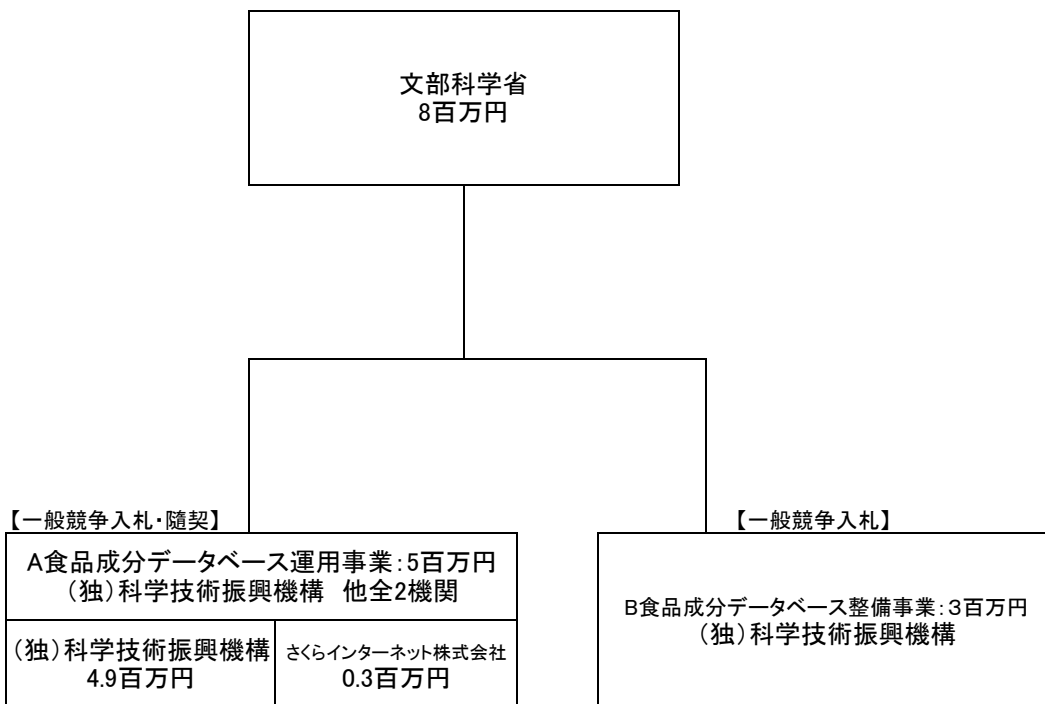 文部科学省
8百万円
【一般競争入札・随契】
A食品成分データベース運用事業：5百万円
（独）科学技術振興機構　他全2機関
（独）科学技術振興機構
4.9百万円
さくらインターネット株式会社
0.3百万円
【一般競争入札】
B食品成分データベース整備事業：３百万円
（独）科学技術振興機構